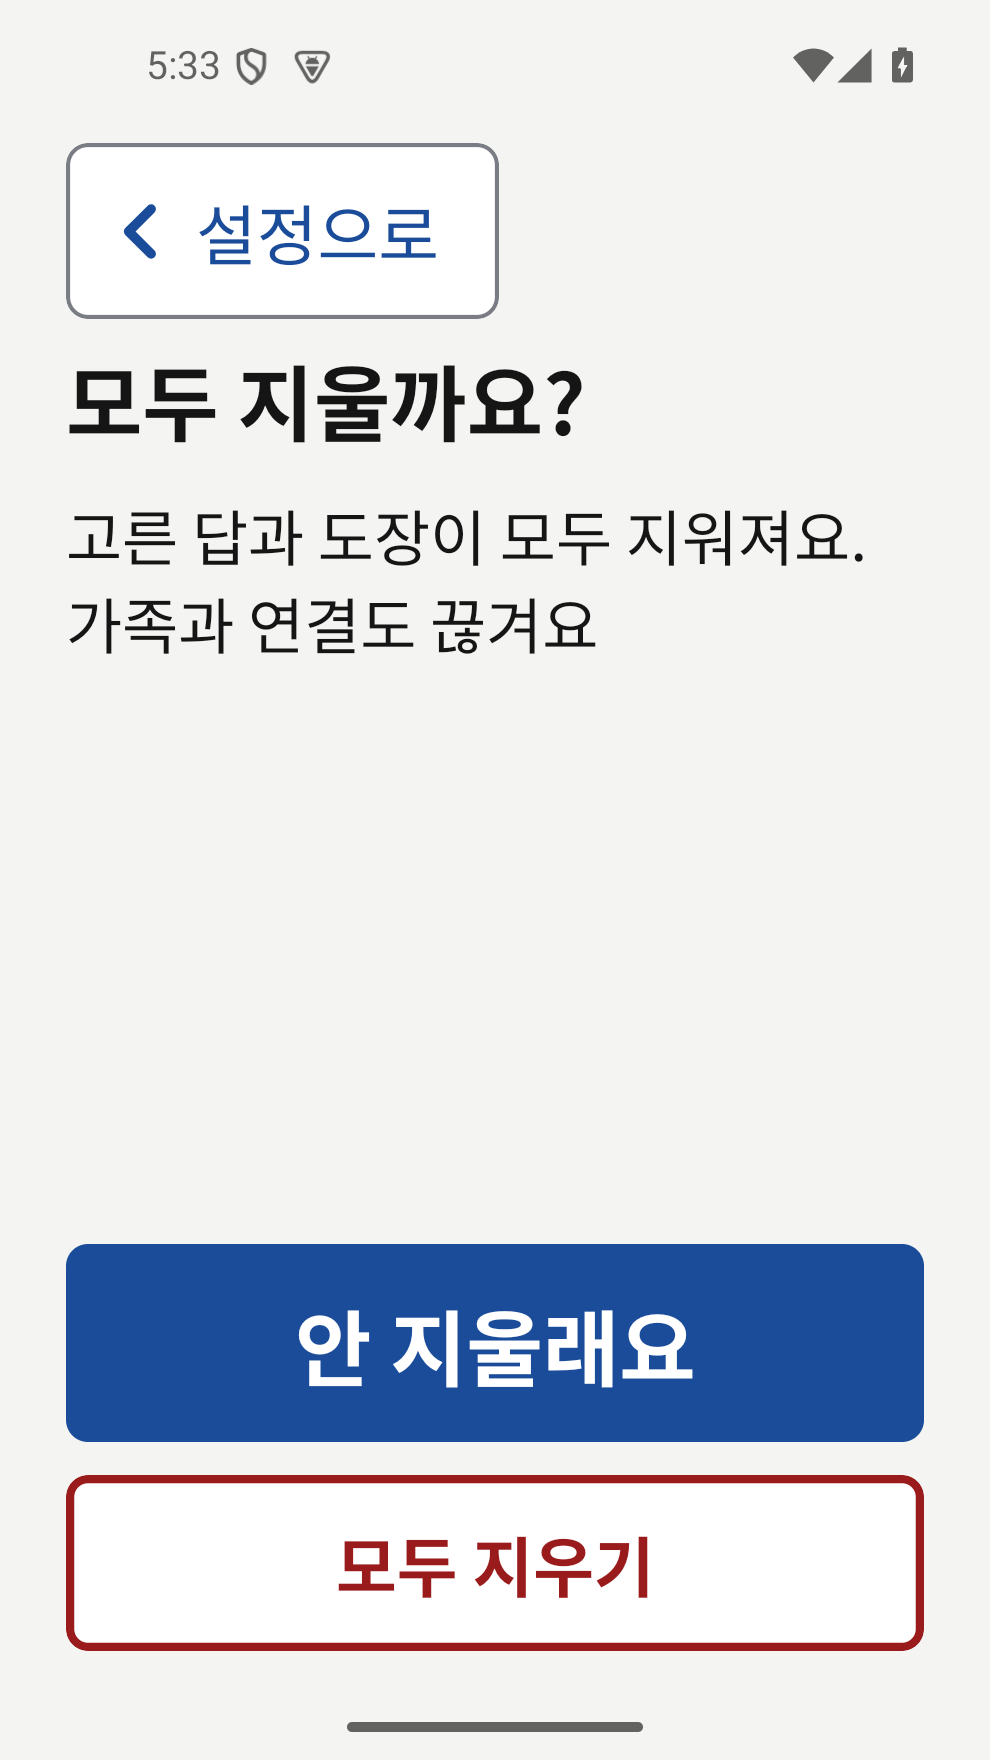 5:33
설정으로
모두 지울까요?
고른 답과 도장이 모두 지워져요.
가족과 연결도 끊겨요
안 지울래요
모두 지우기